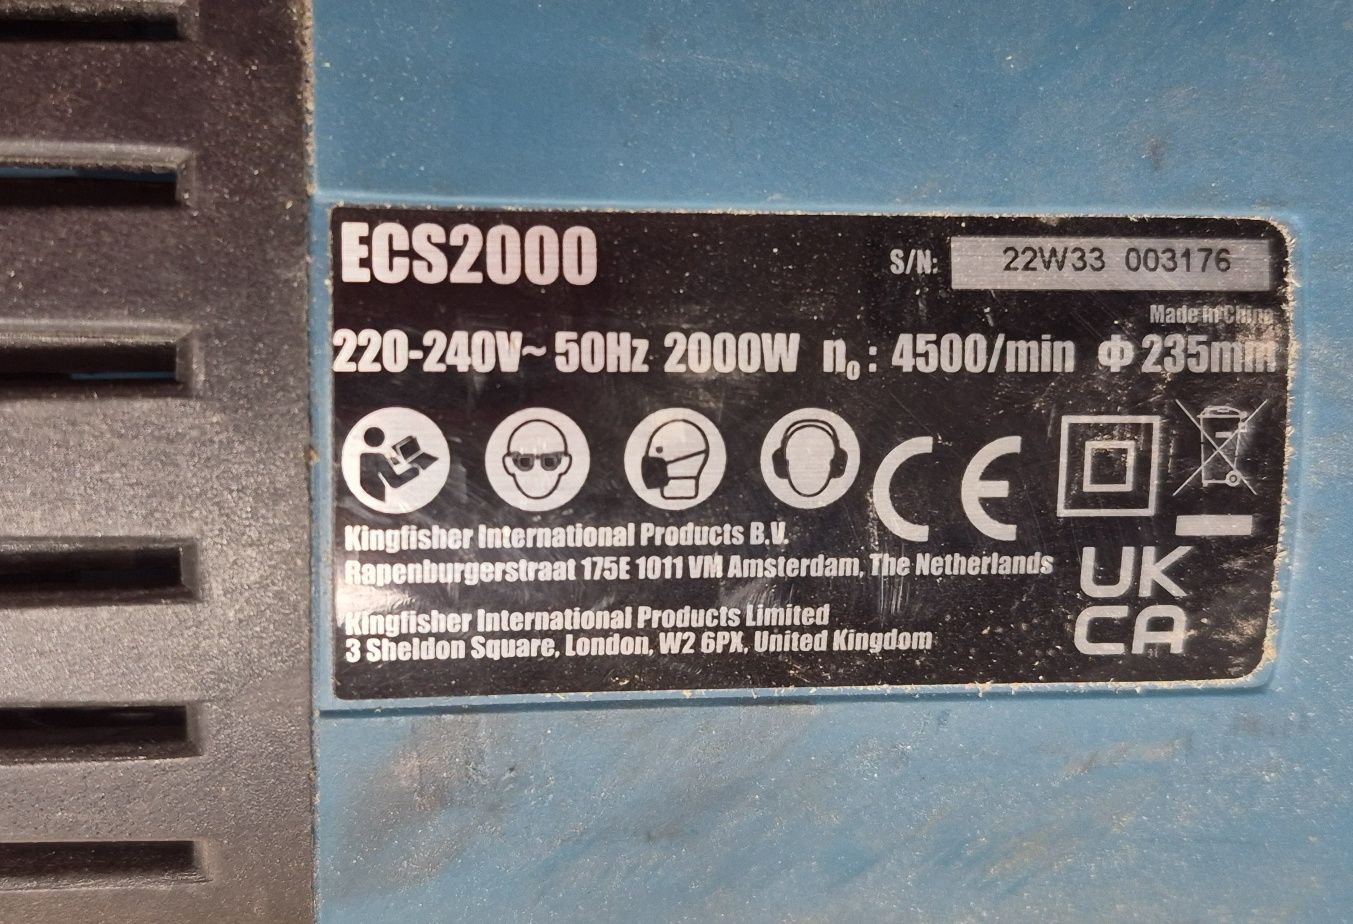 ECS2000
S/N: 22W33 003176
Made in China
220-240V~ 50Hz 2000W n₀: 4500/min Φ 235mm
CE
Kingfisher International Products B.V.
Rapenburgerstraat 175E 1011 VM Amsterdam, The Netherlands
UK
CA
Kingfisher International Products Limited
3 Sheldon Square, London, W2 6PX, United Kingdom